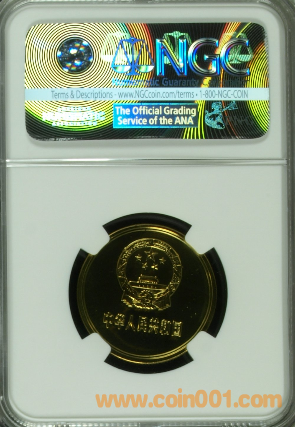 NGC
Terms & Descriptions - www.NGCcoin.com/terms • 1-800-NGC-COIN
The Official Grading
Service of the ANA
中华人民共和国
www.coin001.com